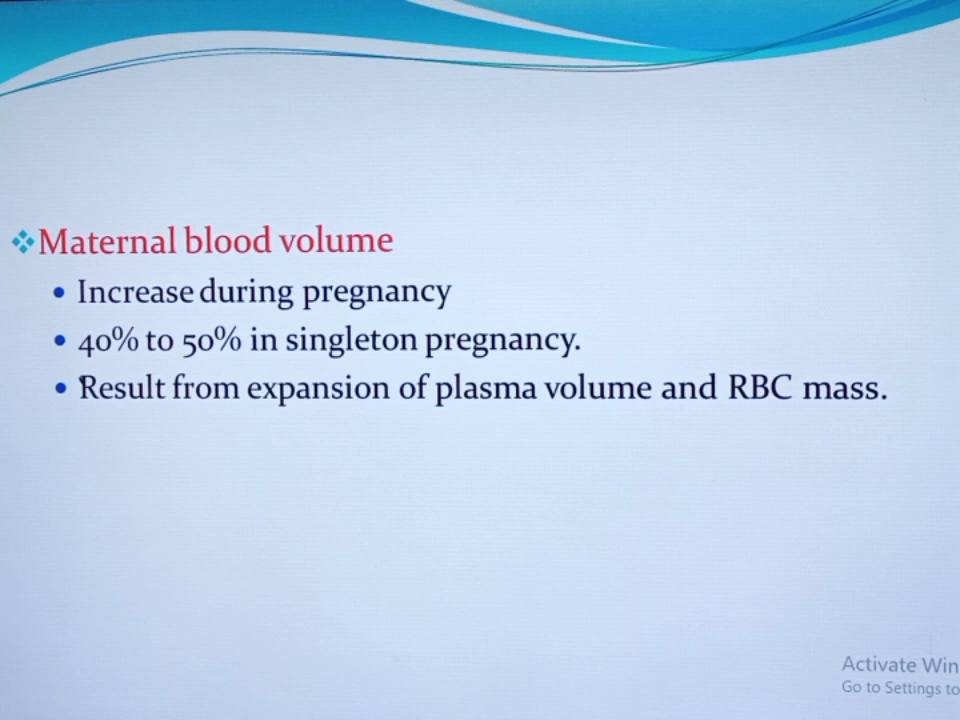 Maternal blood volume
Increase during pregnancy
40% to 50% in singleton pregnancy.
Result from expansion of plasma volume and RBC mass.
Activate Win
Go to Settings to